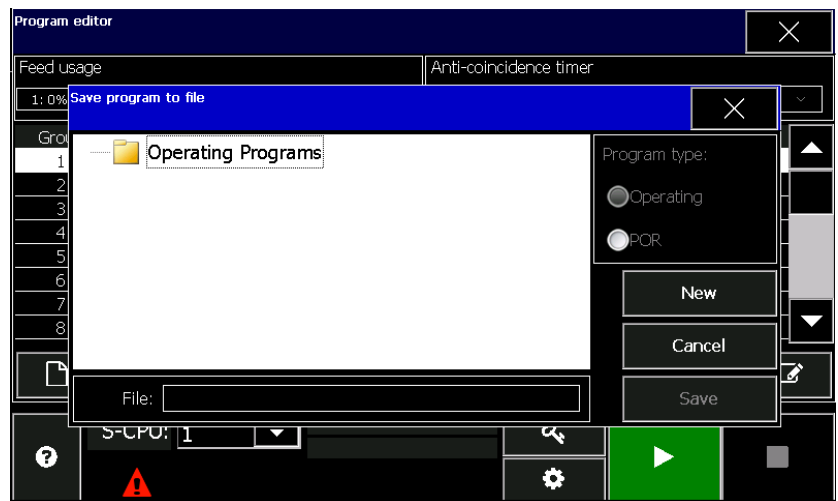 Program editor
Feed usage
Anti-coincidence timer
1: 0%
Save program to file
Operating Programs
Program type:
Operating
POR
1
2
3
4
5
6
7
8
New
Cancel
File:
Save
S-CPU: 1